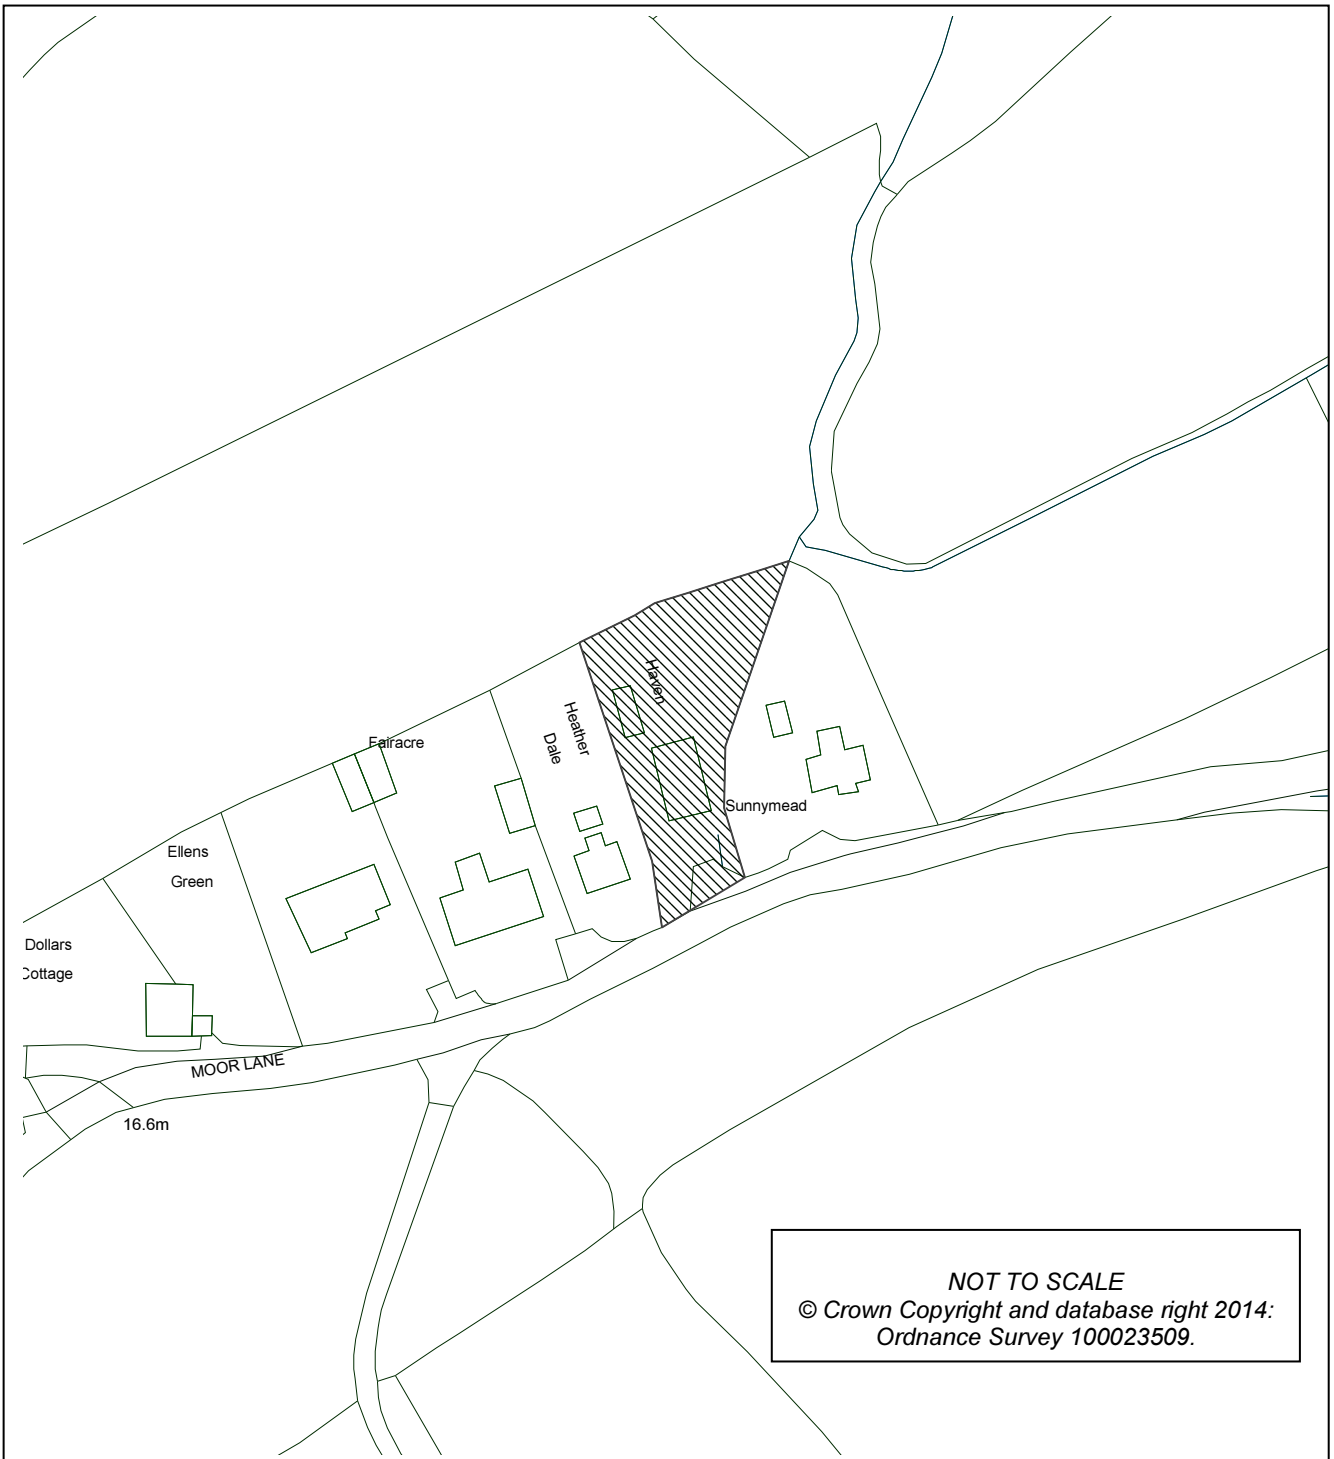 Haven
Heather
Dale
Fairacre
Sunnymead
Ellens
Green
Dollars
Cottage
MOOR LANE
16.6m
NOT TO SCALE
© Crown Copyright and database right 2014:
Ordnance Survey 100023509.